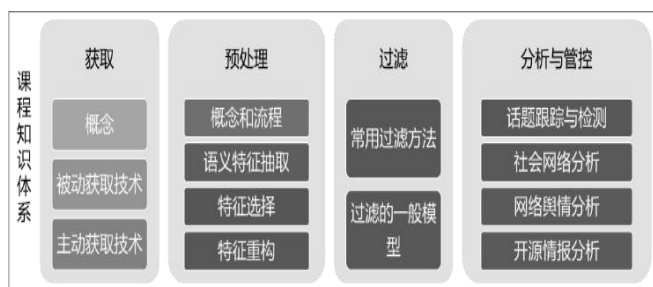 课程知识体系
获取
概念
被动获取技术
主动获取技术
预处理
概念和流程
语义特征抽取
特征选择
特征重构
过滤
常用过滤方法
过滤的一般模
型
分析与管控
话题跟踪与检测
社会网络分析
网络舆情分析
开源情报分析